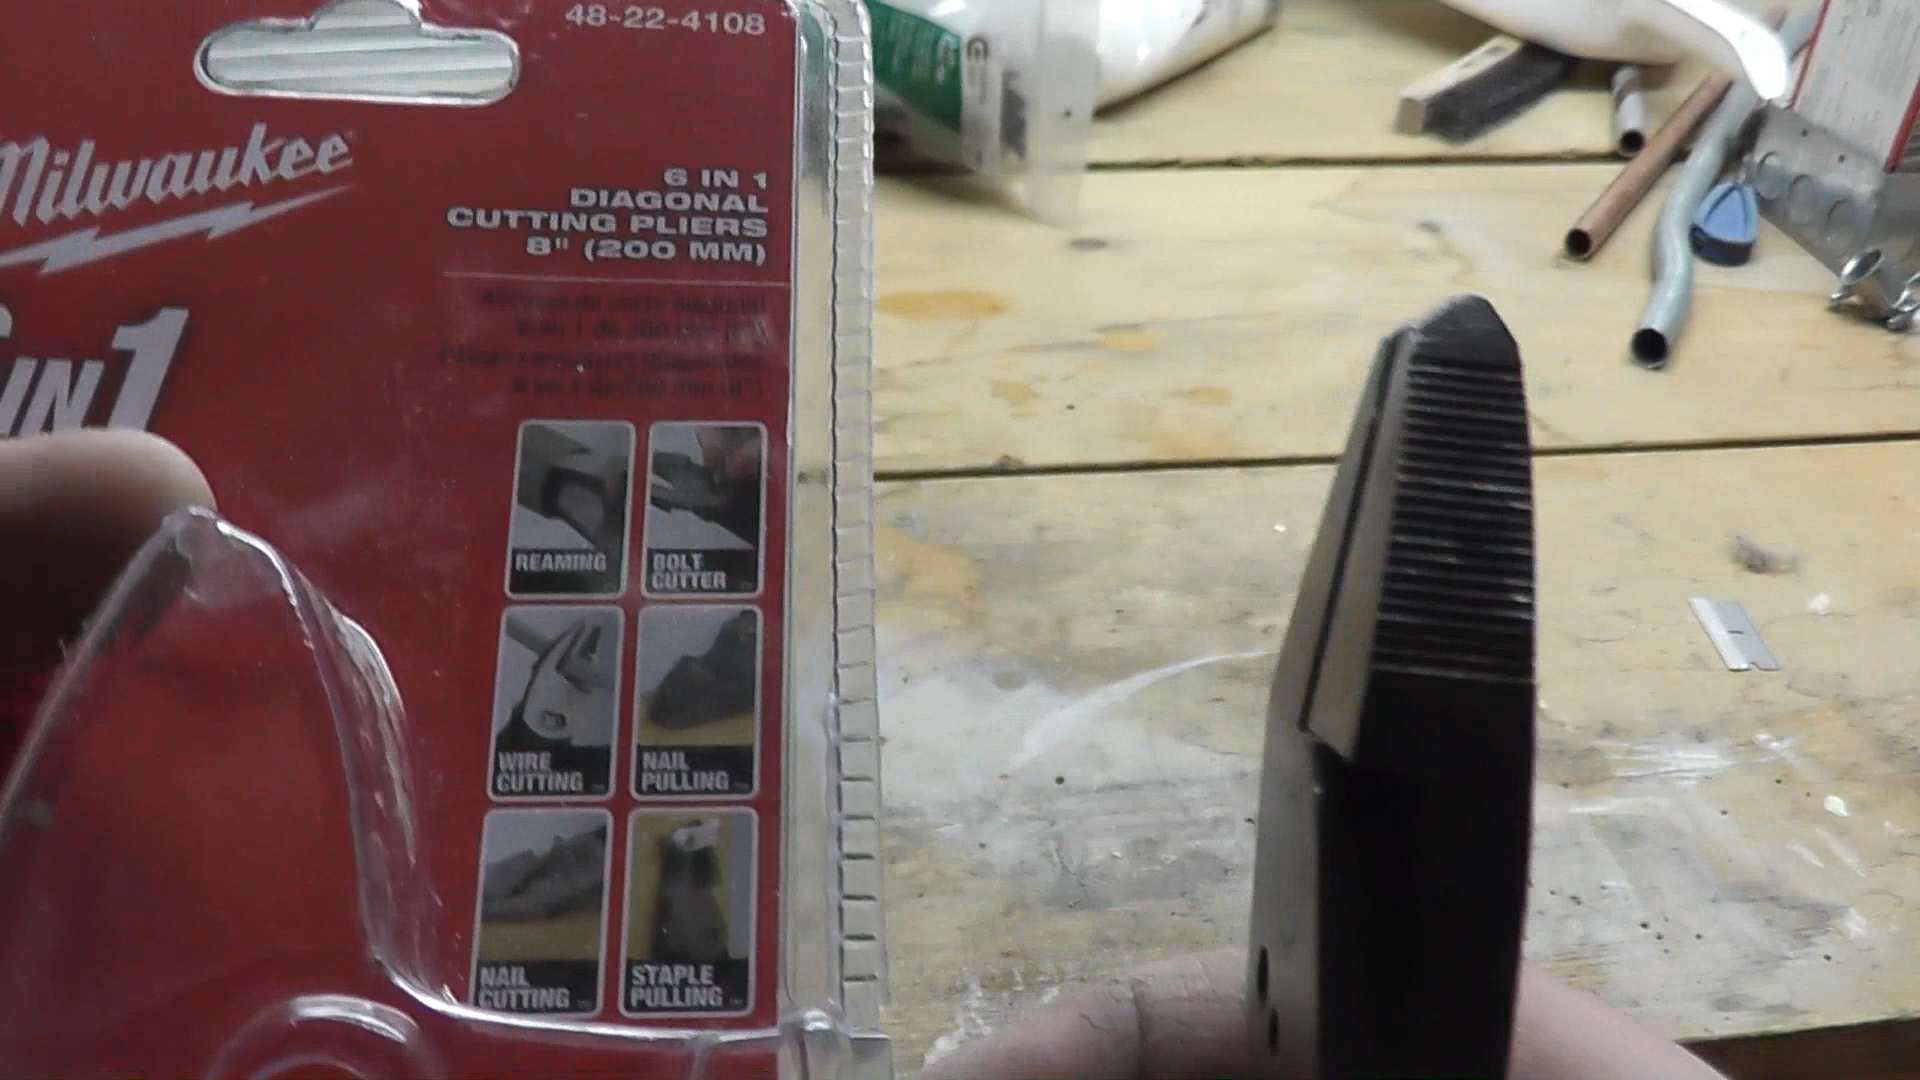 48-22-4108
Milwaukee
6 IN 1
DIAGONAL
CUTTING PLIERS
8" (200 MM)
IN1
REAMING
BOLT
CUTTER
WIRE
CUTTING
NAIL
PULLING
NAIL
CUTTING
STAPLE
PULLING